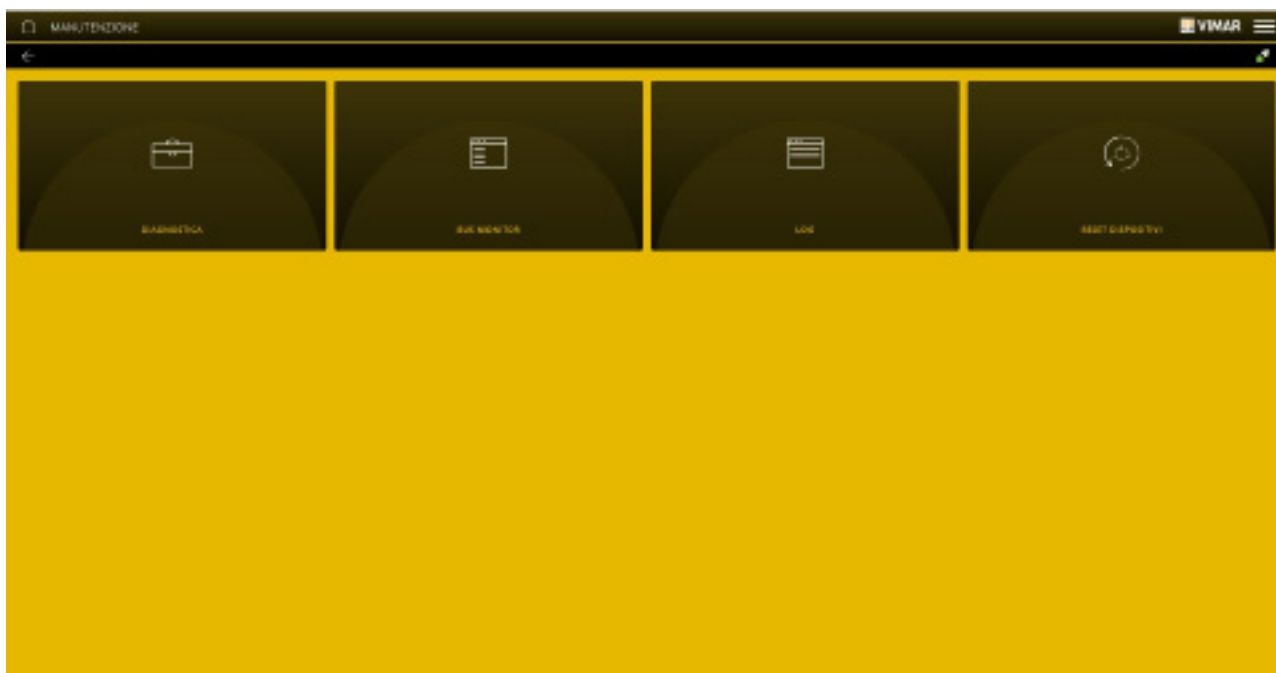 MANUTENZIONE
VIMAR
DIAGNOSTICA
BUS MONITOR
LOG
RESET DISPOSITIVI